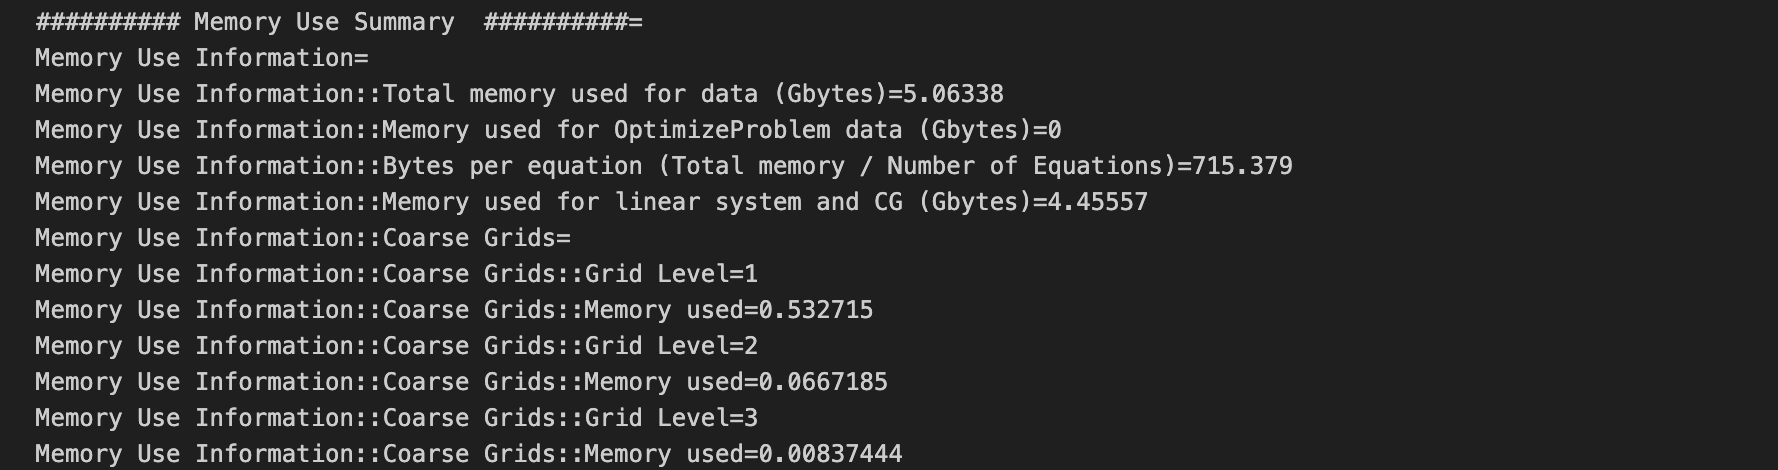 ########## Memory Use Summary  ##########=
Memory Use Information=
Memory Use Information::Total memory used for data (Gbytes)=5.06338
Memory Use Information::Memory used for OptimizeProblem data (Gbytes)=0
Memory Use Information::Bytes per equation (Total memory / Number of Equations)=715.379
Memory Use Information::Memory used for linear system and CG (Gbytes)=4.45557
Memory Use Information::Coarse Grids=
Memory Use Information::Coarse Grids::Grid Level=1
Memory Use Information::Coarse Grids::Memory used=0.532715
Memory Use Information::Coarse Grids::Grid Level=2
Memory Use Information::Coarse Grids::Memory used=0.0667185
Memory Use Information::Coarse Grids::Grid Level=3
Memory Use Information::Coarse Grids::Memory used=0.00837444